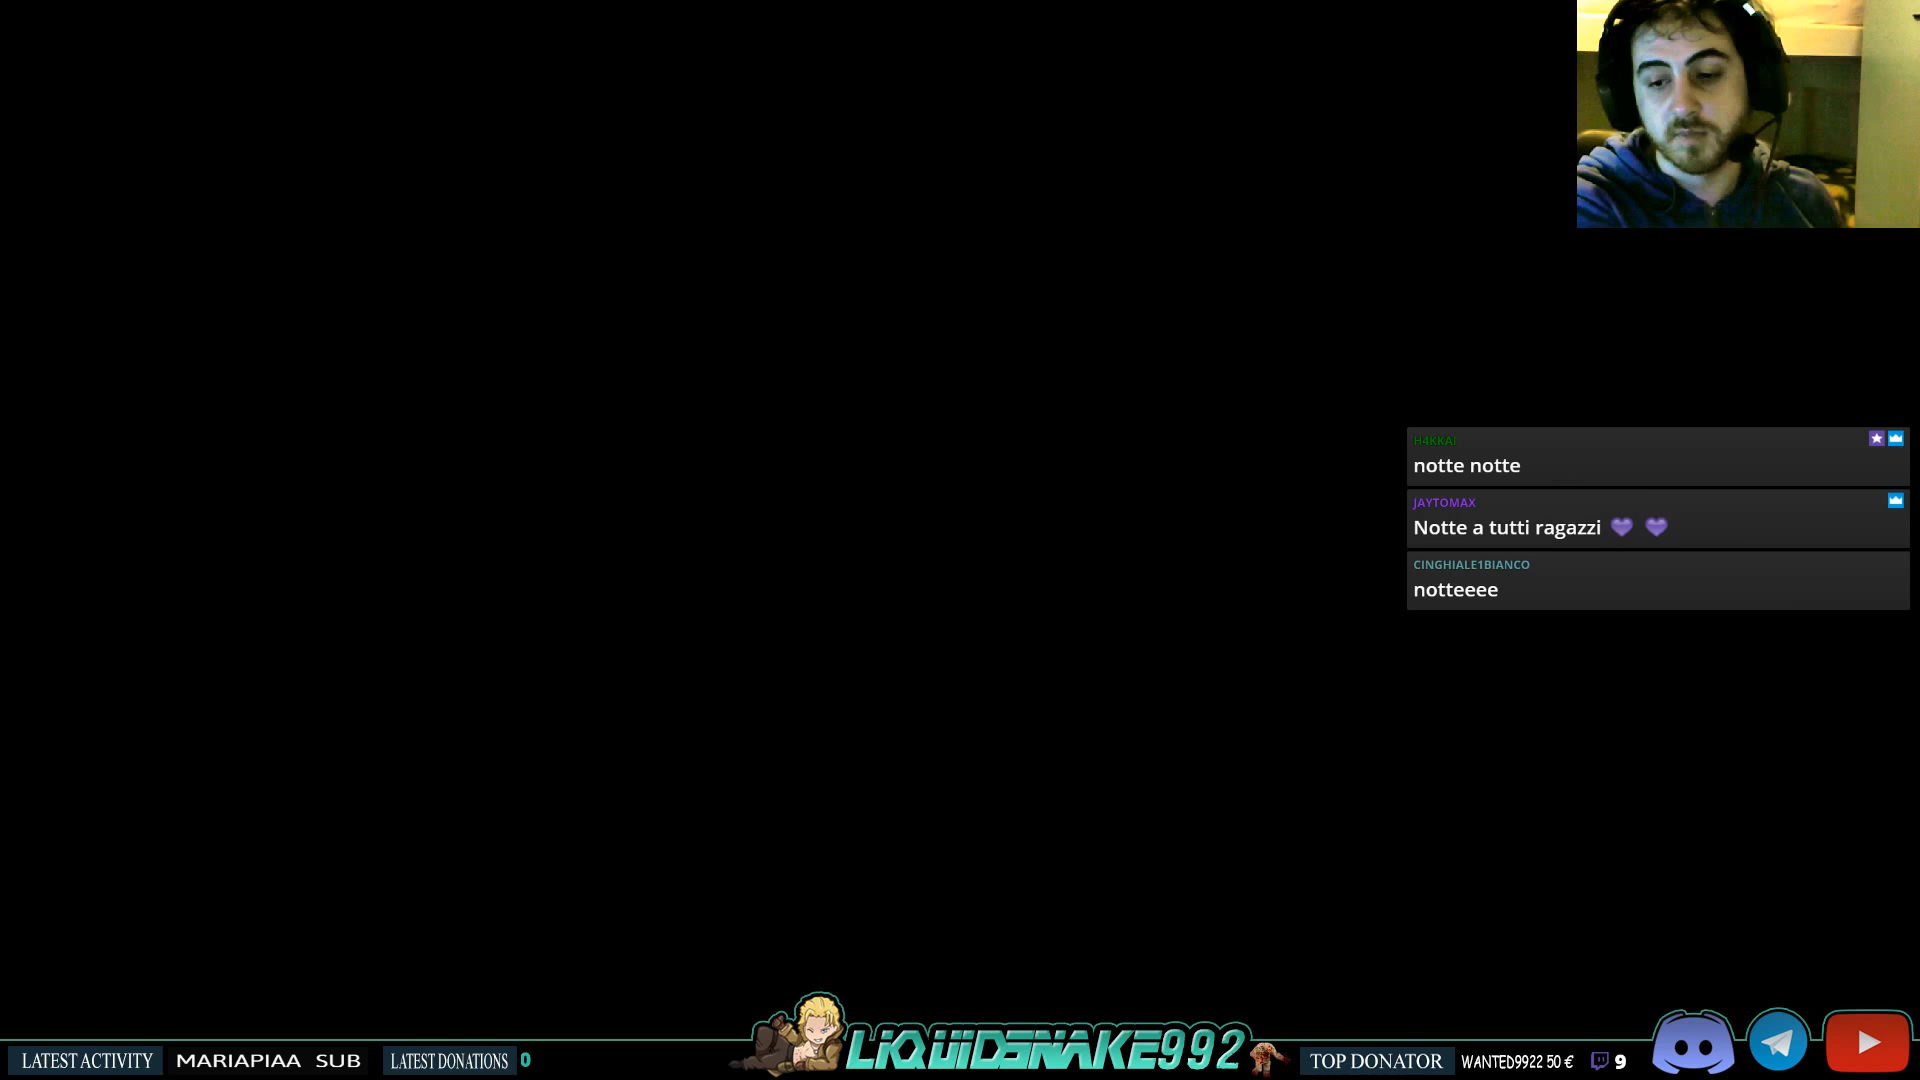 H4KKAI
notte notte
JAYTOMAX
Notte a tutti ragazzi
CINGHIALE1BIANCO
notteeee
LATEST ACTIVITY MARIAPIAA SUB LATEST DONATIONS 0 LIQUIDSNAKE992 TOP DONATOR WANTED9922 50 € 9